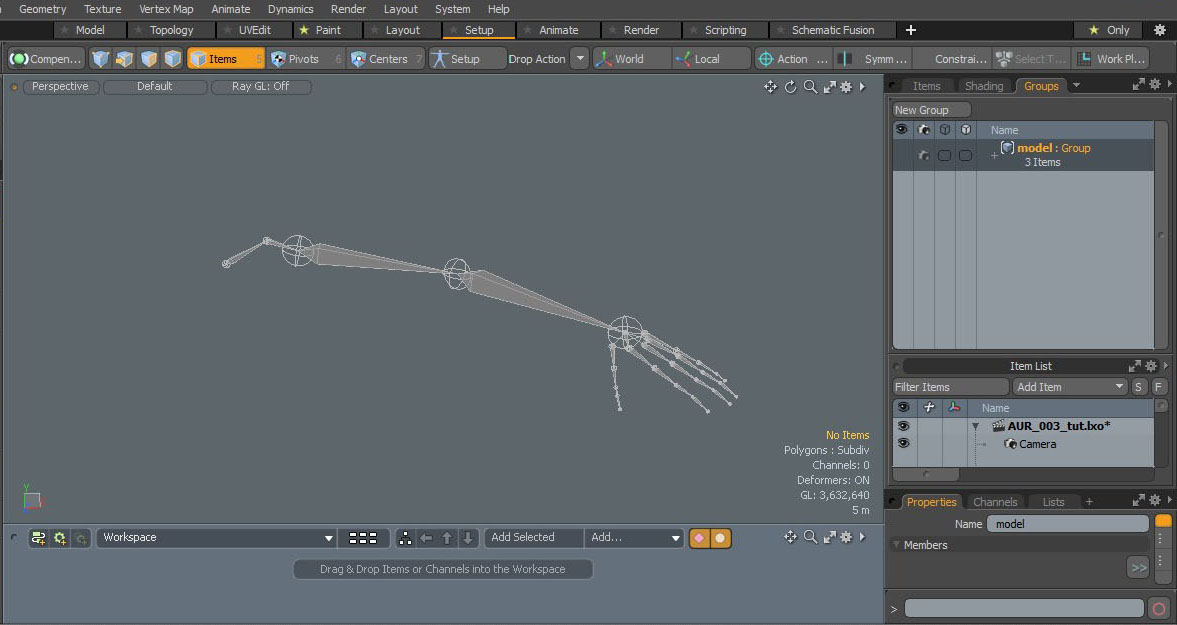 Geometry Texture Vertex Map Animate Dynamics Render Layout System Help
Model Topology UVEdit Paint Layout Setup Animate Render Scripting Schematic Fusion + Only
Compen... Items 5 Pivots 6 Centers 7 Setup Drop Action World Local Action ... Symm ... Constrai... Select T... Work Pl...
Perspective Default Ray GL: Off
Items Shading Groups
New Group
Name
model : Group
3 Items
Item List
Filter Items Add Item S F
Name
AUR_003_tut.lxo*
Camera
No Items
Polygons : Subdiv
Channels: 0
Deformers: ON
GL: 3,632,640
5 m
Y
Properties Channels Lists +
Name model
Members
>>
Workspace Add Selected Add...
Drag & Drop Items or Channels into the Workspace
>